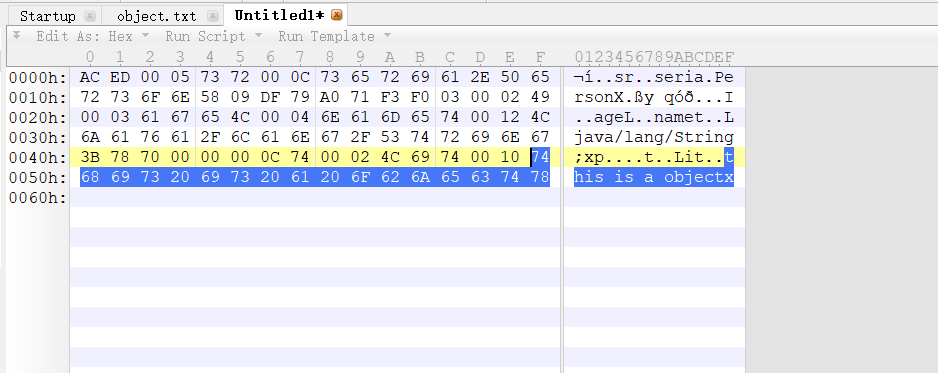 Startup object.txt Untitled1*
Edit As: Hex Run Script Run Template
0 1 2 3 4 5 6 7 8 9 A B C D E F 0123456789ABCDEF
0000h: AC ED 00 05 73 72 00 0C 73 65 72 69 61 2E 50 65 ¬í..sr..seria.Pe
0010h: 72 73 6F 6E 58 09 DF 79 A0 71 F3 F0 03 00 02 49 rsonX.ßy qóð...I
0020h: 00 03 61 67 65 4C 00 04 6E 61 6D 65 74 00 12 4C ..ageL..namet..L
0030h: 6A 61 76 61 2F 6C 61 6E 67 2F 53 74 72 69 6E 67 java/lang/String
0040h: 3B 78 70 00 00 00 0C 74 00 02 4C 69 74 00 10 74 ;xp....t..Lit..t
0050h: 68 69 73 20 69 73 20 61 20 6F 62 6A 65 63 74 78 his is a objectx
0060h: